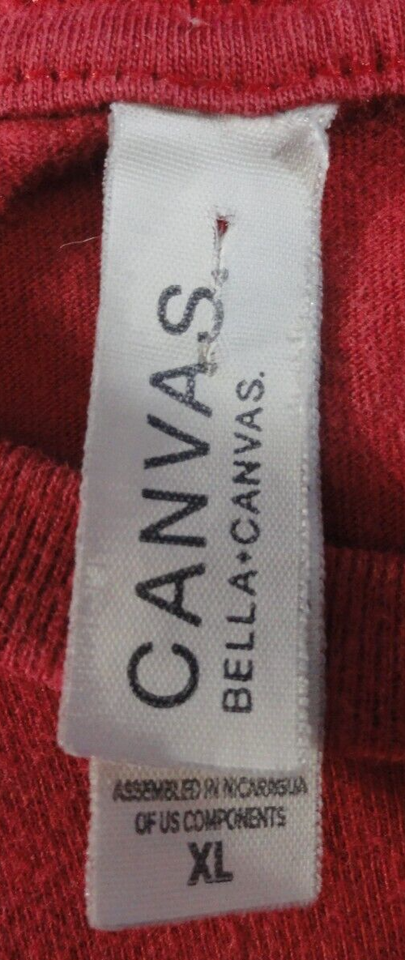 CANVAS.
BELLA+CANVAS.
ASSEMBLED IN NICARAGUA
OF US COMPONENTS
XL